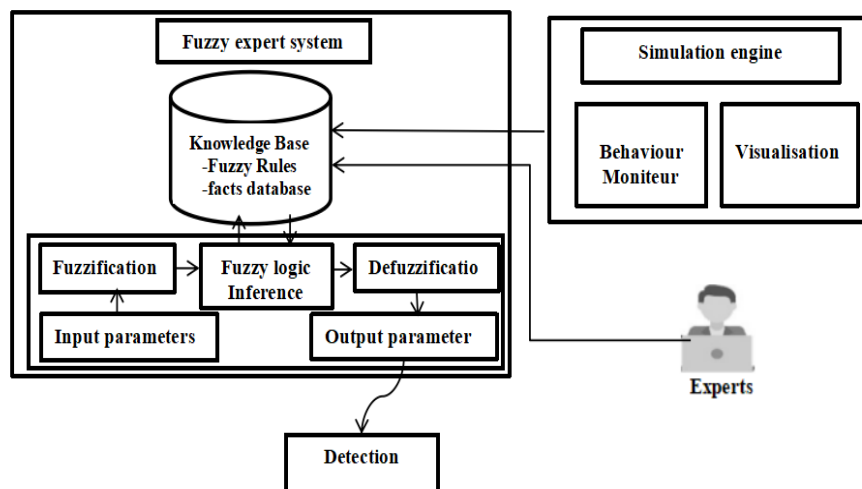 Fuzzy expert system
Simulation engine
Knowledge Base
-Fuzzy Rules
-facts database
Behaviour
Moniteur
Visualisation
Fuzzification
Fuzzy logic
Inference
Defuzzificatio
Input parameters
Output parameter
Experts
Detection